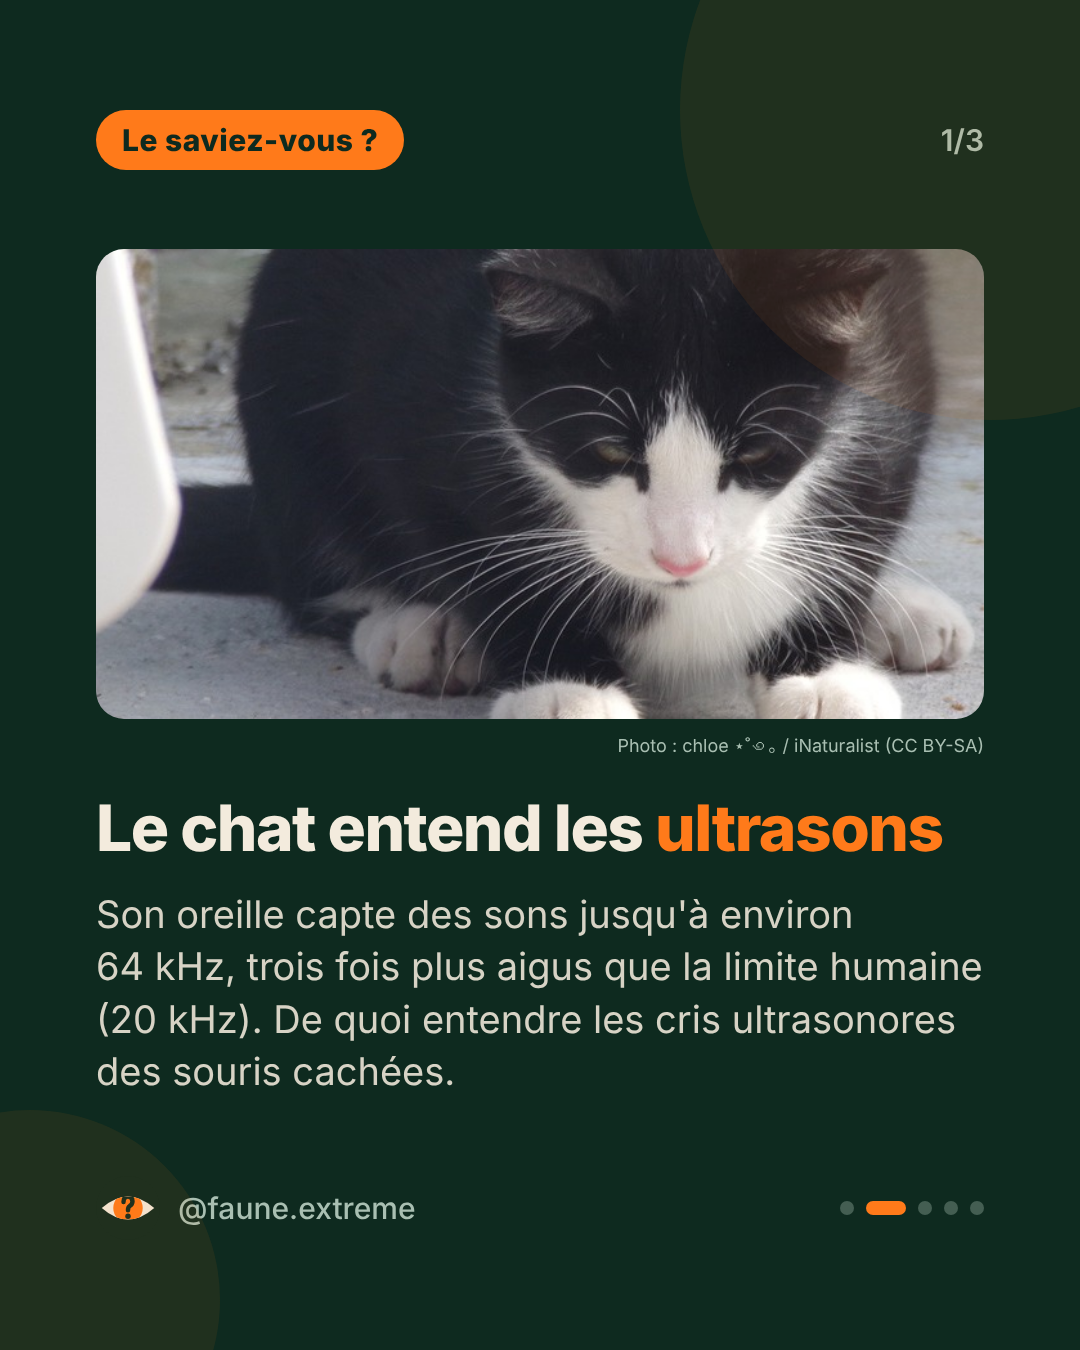 Le saviez-vous ?
1/3
Photo : chloe ⋆˚࿔ / iNaturalist (CC BY-SA)
Le chat entend les ultrasons
Son oreille capte des sons jusqu'à environ
64 kHz, trois fois plus aigus que la limite humaine
(20 kHz). De quoi entendre les cris ultrasonores
des souris cachées.
?
@faune.extreme